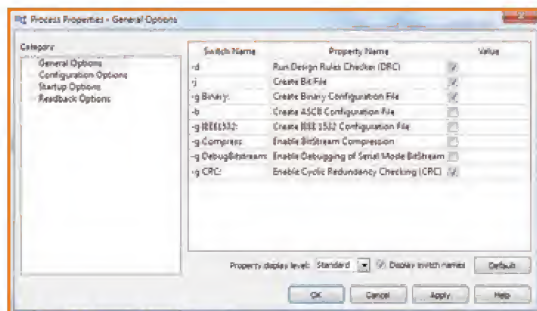 Process Properties - General Options
Category
General Options
Configuration Options
Startup Options
Readback Options
Switch Name Property Name Value
-d Run Design Rules Checker (DRC)
-j Create Bit File
-g Binary: Create Binary Configuration File
-b Create ASCII Configuration File
-g IEEE1532: Create IEEE 1532 Configuration File
-g Compress Enable BitStream Compression
-g DebugBitstream: Enable Debugging of Serial Mode BitStream
-g CRC: Enable Cyclic Redundancy Checking (CRC)
Property display level: Standard Display switch names Default
OK Cancel Apply Help